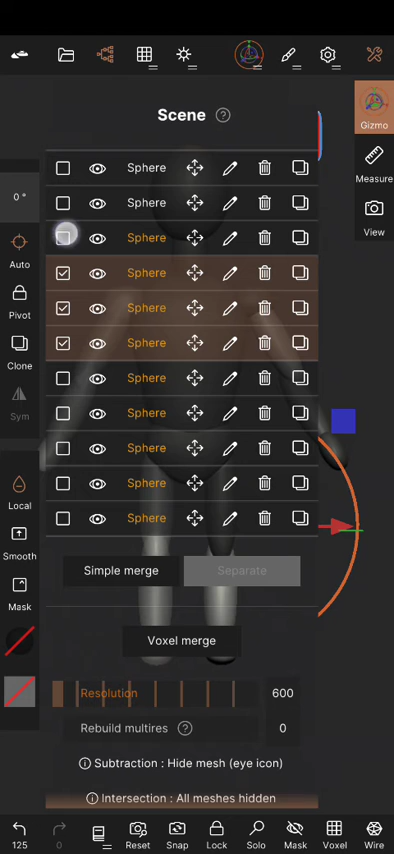 Scene ?
Gizmo
Measure
View
0 °
Auto
Pivot
Clone
Sym
Local
Smooth
Mask
Sphere
Sphere
Sphere
Sphere
Sphere
Sphere
Sphere
Sphere
Sphere
Sphere
Sphere
Simple merge
Separate
Voxel merge
Resolution 600
Rebuild multires ? 0
Subtraction : Hide mesh (eye icon)
Intersection : All meshes hidden
125
0
Reset
Snap
Lock
Solo
Mask
Voxel
Wire